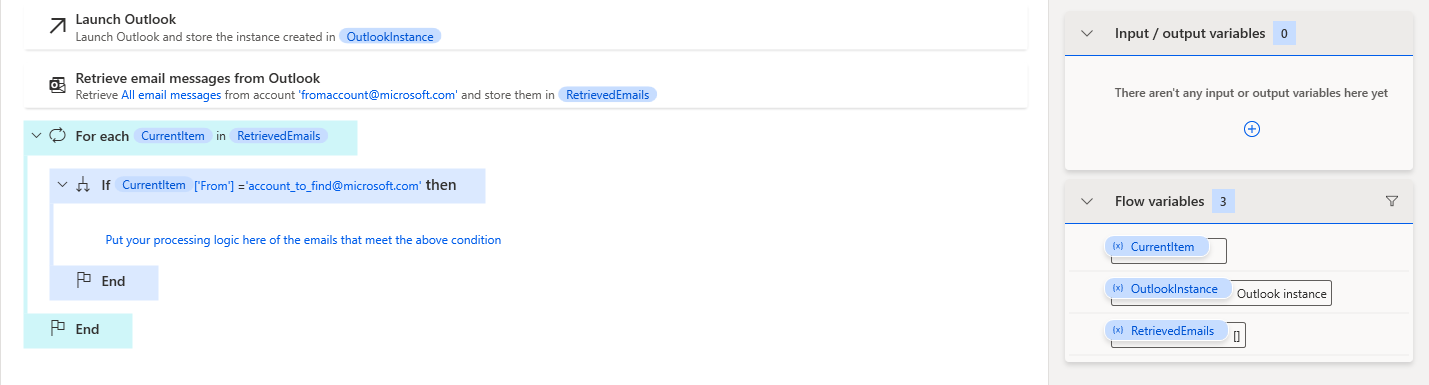 Launch Outlook
Launch Outlook and store the instance created in OutlookInstance
Retrieve email messages from Outlook
Retrieve All email messages from account 'fromaccount@microsoft.com' and store them in RetrievedEmails
For each CurrentItem in RetrievedEmails
If CurrentItem ['From'] ='account_to_find@microsoft.com' then
Put your processing logic here of the emails that meet the above condition
End
End
Input / output variables 0
There aren't any input or output variables here yet
Flow variables 3
(x) CurrentItem
(x) OutlookInstance Outlook instance
(x) RetrievedEmails []